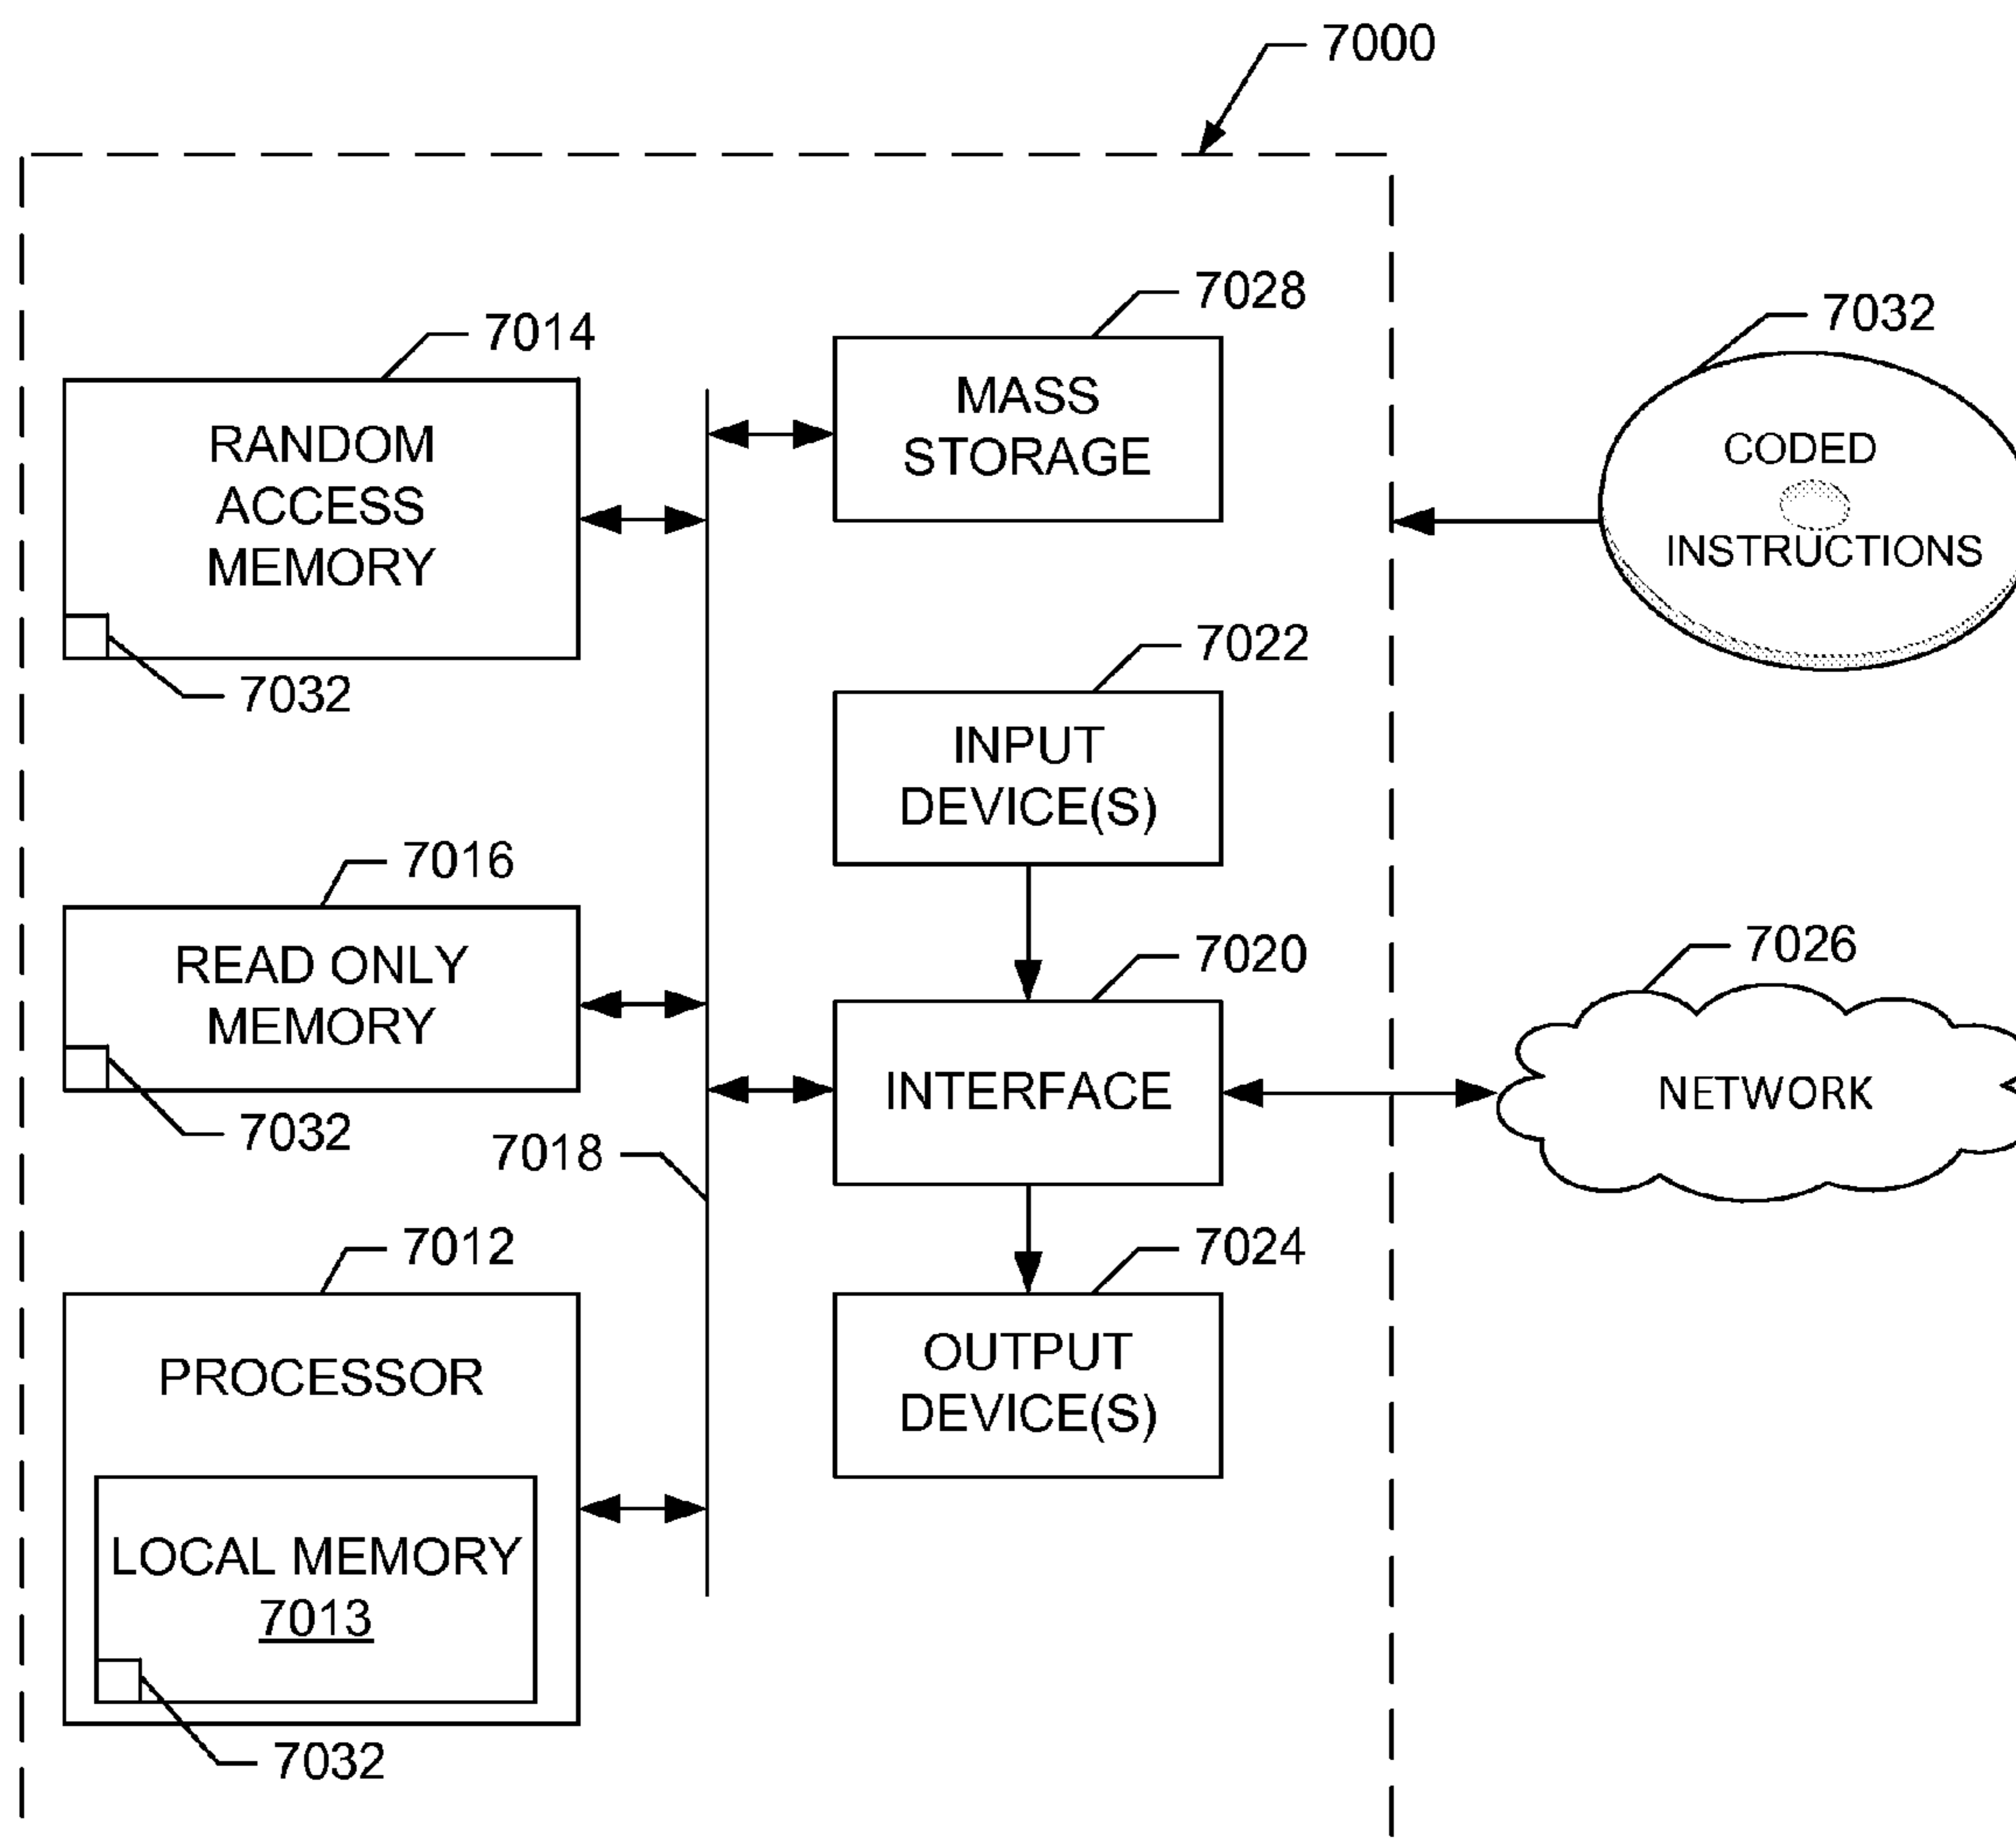 7000
7028
MASS
STORAGE
7014
RANDOM
ACCESS
MEMORY
7032
7032
CODED
INSTRUCTIONS
7022
INPUT
DEVICE(S)
7016
READ ONLY
MEMORY
7032
7020
INTERFACE
7026
NETWORK
7018
7012
PROCESSOR
LOCAL MEMORY
7013
7032
7024
OUTPUT
DEVICE(S)